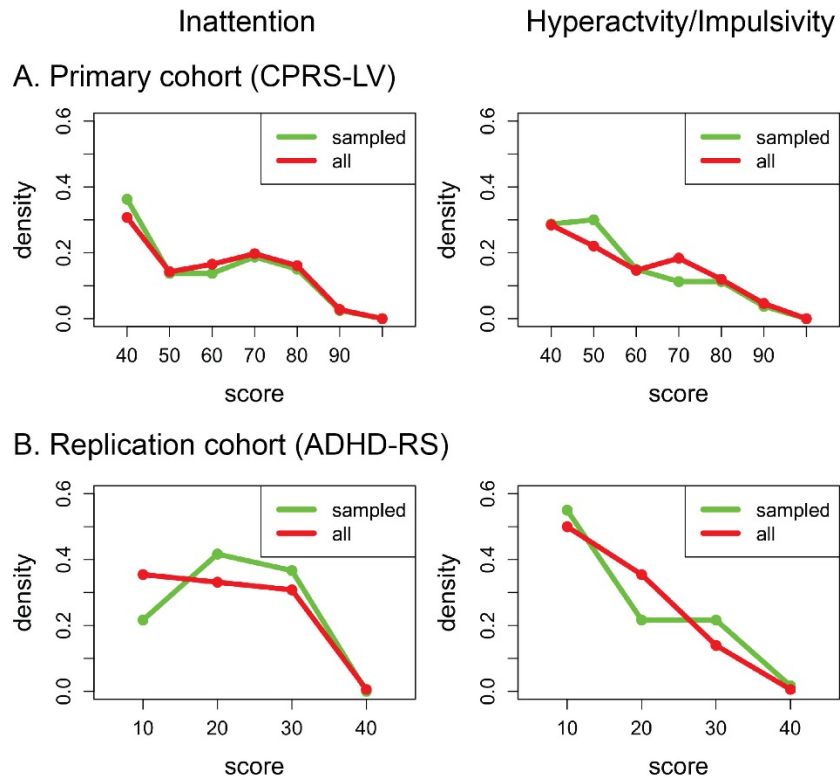 Inattention
Hyperactvity/Impulsivity
A. Primary cohort (CPRS-LV)
0.0 0.2 0.4 0.6
density
sampled
all
40 50 60 70 80 90
score
0.0 0.2 0.4 0.6
density
sampled
all
40 50 60 70 80 90
score
B. Replication cohort (ADHD-RS)
0.0 0.2 0.4 0.6
density
sampled
all
10 20 30 40
score
0.0 0.2 0.4 0.6
density
sampled
all
10 20 30 40
score